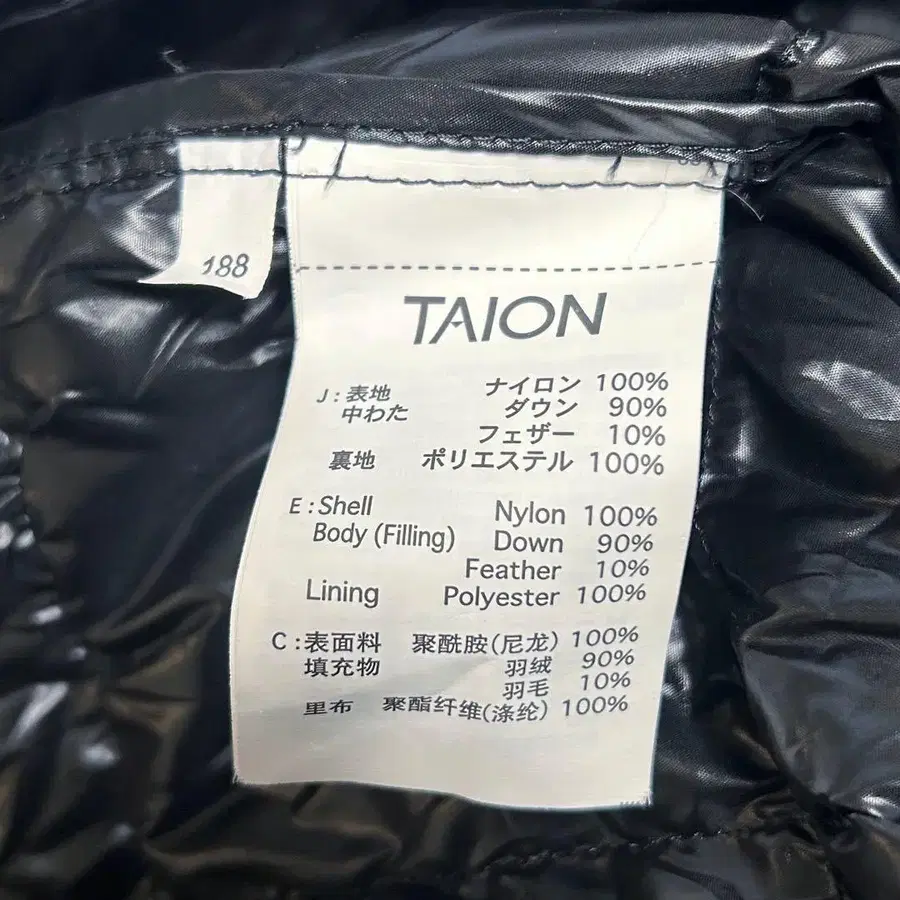 188
TAION
J:表地 ナイロン 100%
中わた ダウン 90%
フェザー 10%
裏地 ポリエステル 100%
E:Shell Nylon 100%
Body (Filling) Down 90%
Feather 10%
Lining Polyester 100%
C:表面料 聚酰胺(尼龙) 100%
填充物 羽绒 90%
羽毛 10%
里布 聚酯纤维(涤纶) 100%